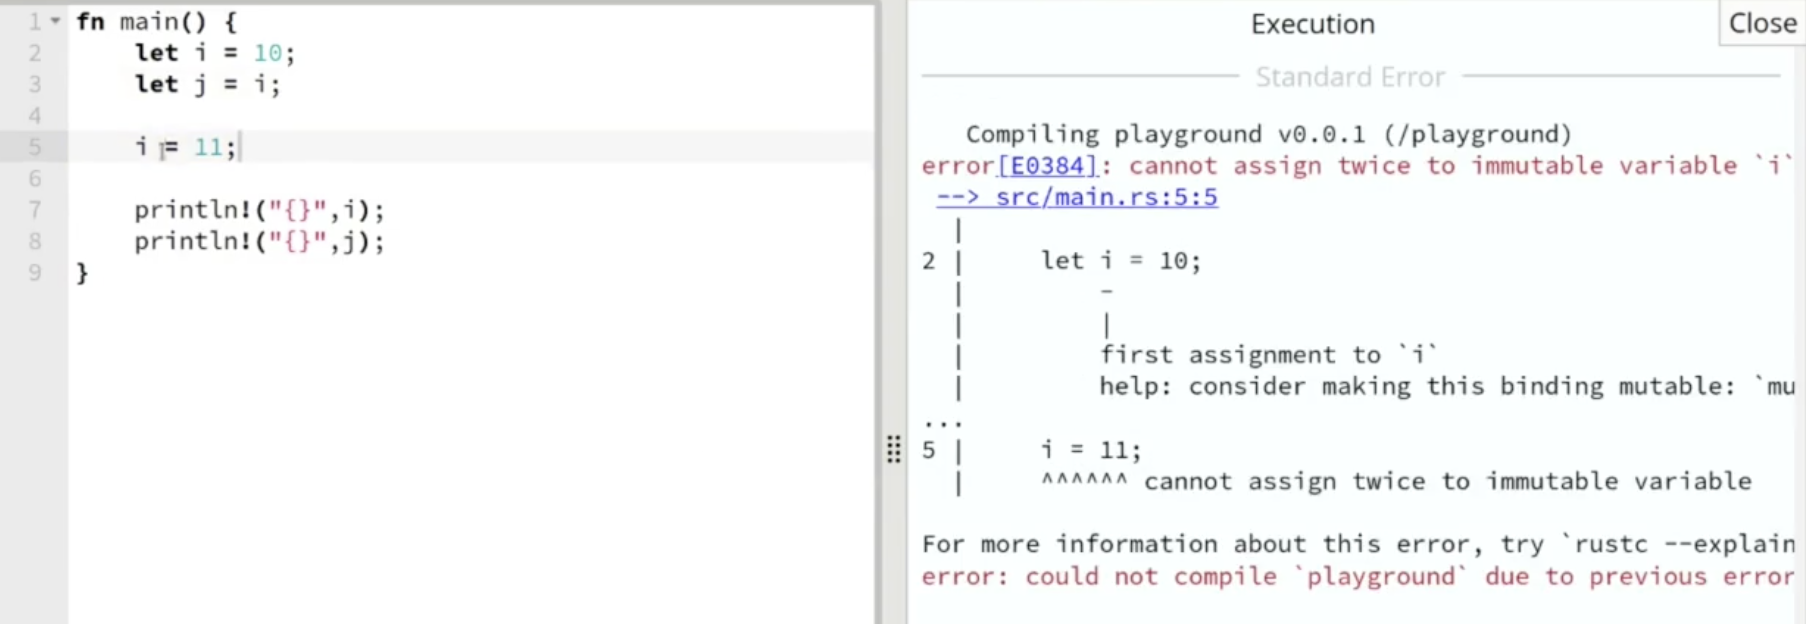 1 fn main() {
2 let i = 10;
3 let j = i;
4
5 i = 11;
6
7 println!("{}",i);
8 println!("{}",j);
9 }
Execution
Close
Standard Error
Compiling playground v0.0.1 (/playground)
error[E0384]: cannot assign twice to immutable variable `i`
--> src/main.rs:5:5
|
2 | let i = 10;
| -
| |
| first assignment to `i`
| help: consider making this binding mutable: `mu
...
5 | i = 11;
| ^^^^^^ cannot assign twice to immutable variable
For more information about this error, try `rustc --explain
error: could not compile `playground` due to previous error